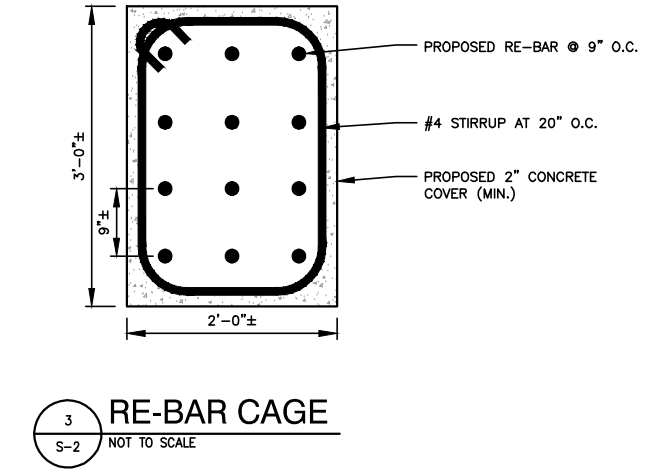 PROPOSED RE-BAR @ 9" O.C.
#4 STIRRUP AT 20" O.C.
PROPOSED 2" CONCRETE
COVER (MIN.)
3'-0"±
9"±
2'-0"±
3
S-2
RE-BAR CAGE
NOT TO SCALE